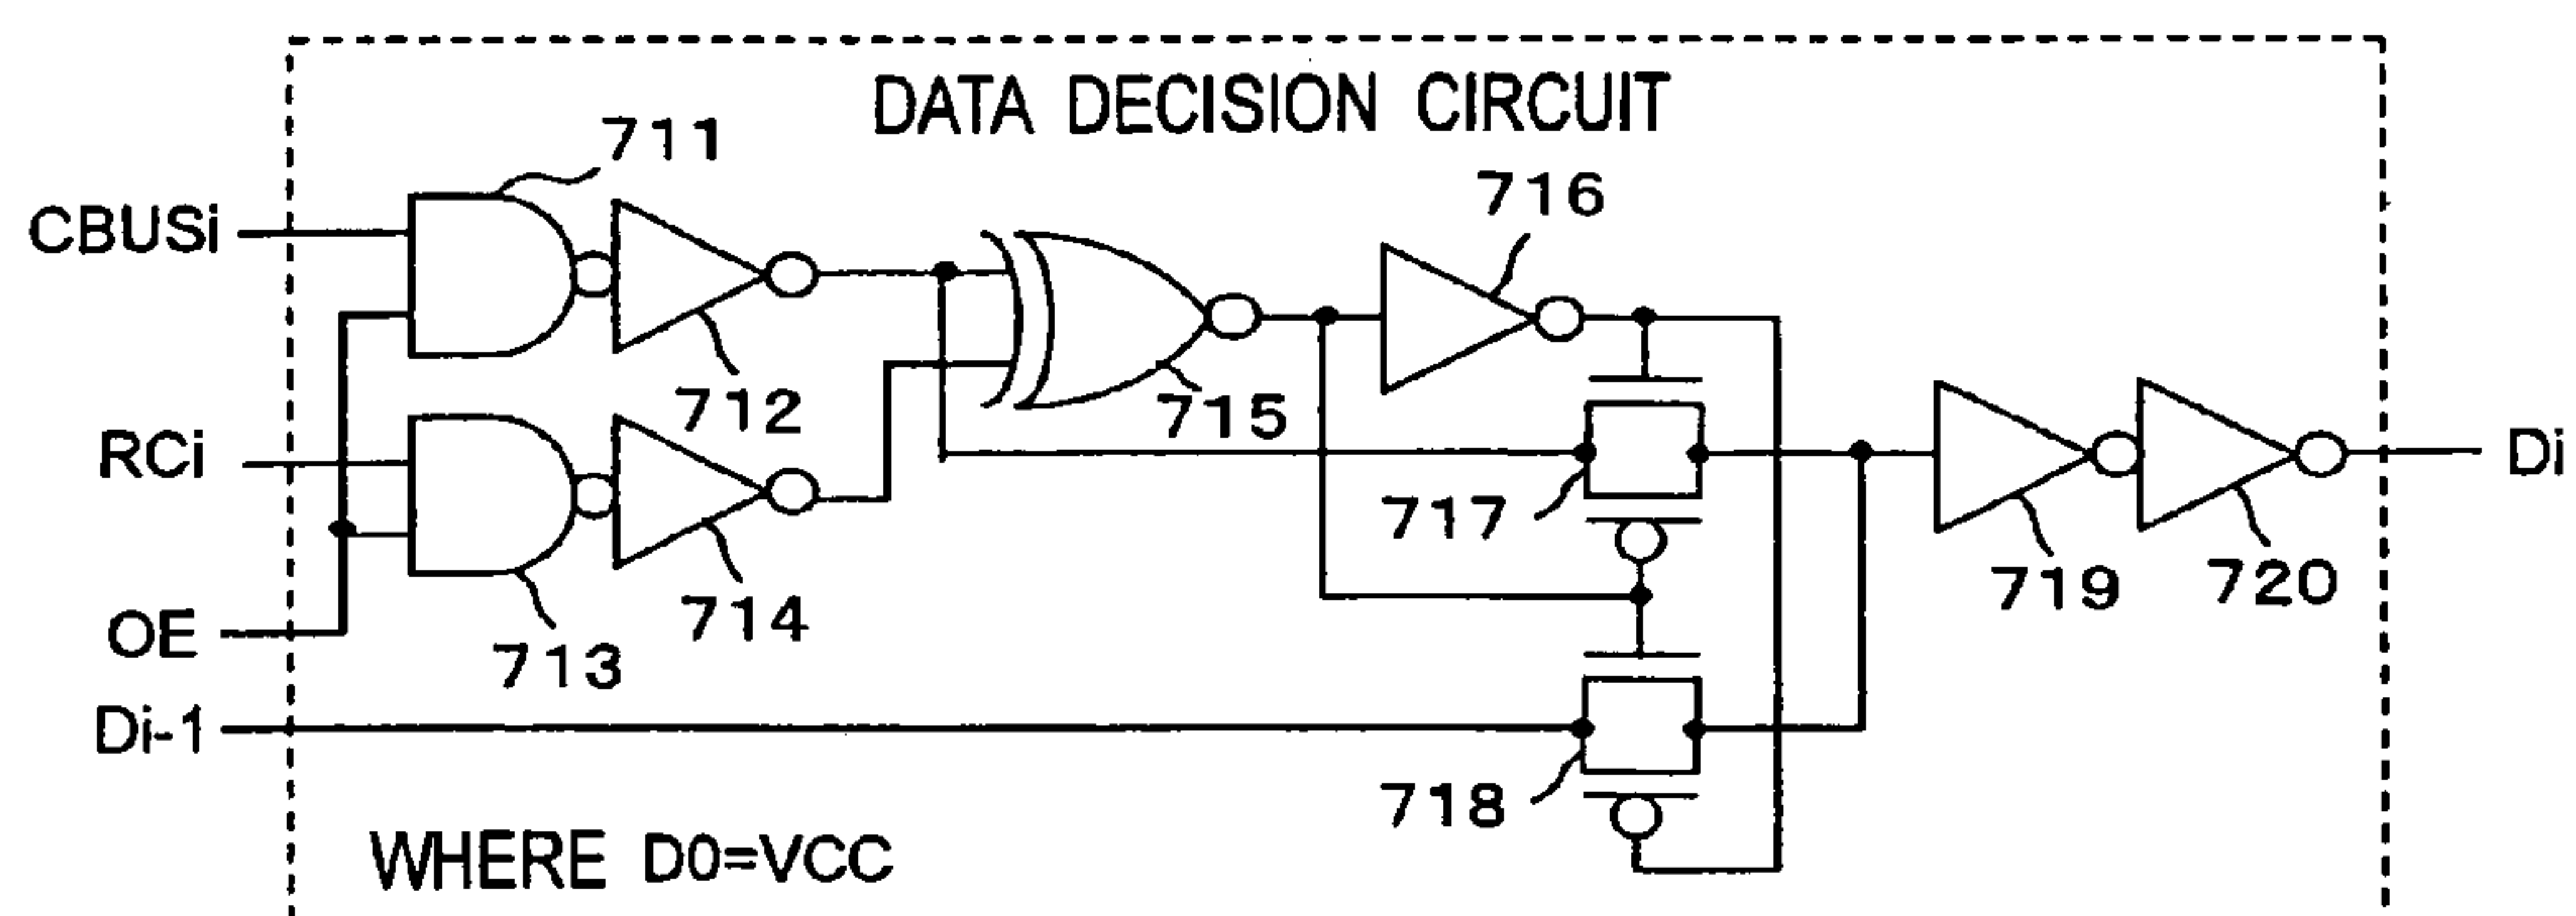 DATA DECISION CIRCUIT
711
CBUSi
716
712
715
RCi
Di
717
714
719
720
OE
713
Di-1
718
WHERE D0=VCC